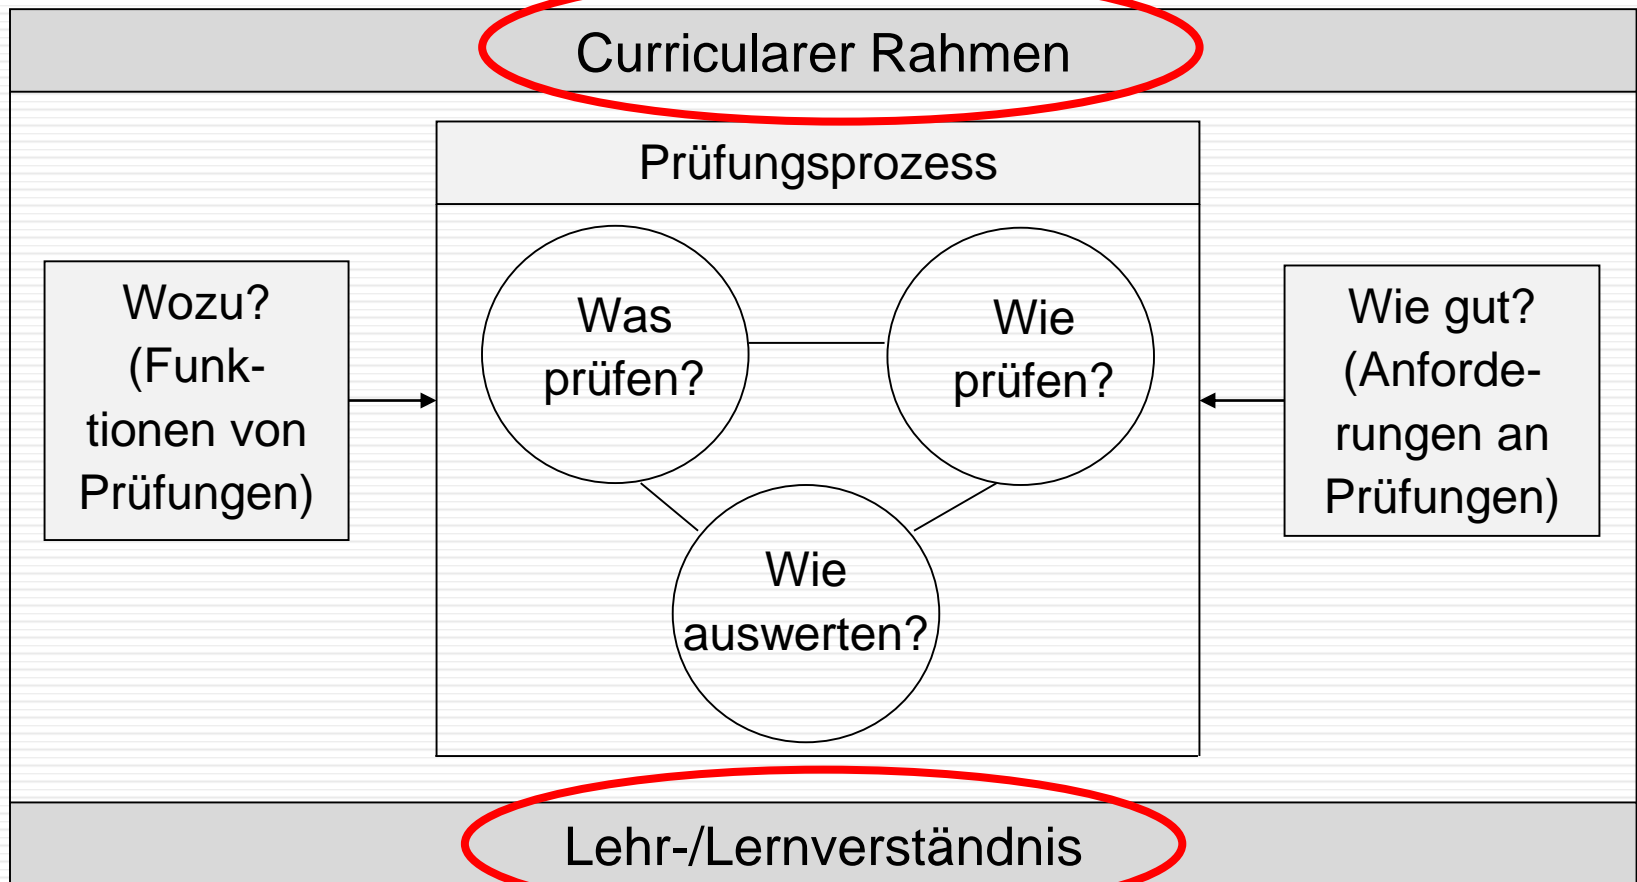 Curricularer Rahmen
Prüfungsprozess
Wozu?
(Funk-
tionen von
Prüfungen)
Was
prüfen?
Wie
prüfen?
Wie
auswerten?
Wie gut?
(Anforde-
rungen an
Prüfungen)
Lehr-/Lernverständnis